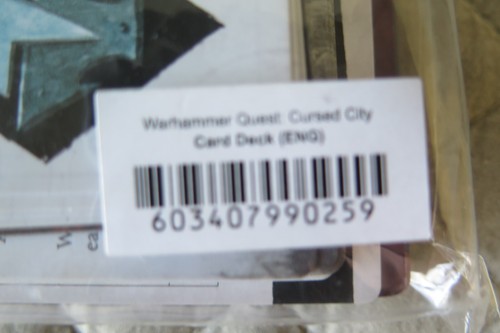 Warhammer Quest: Cursed City
Card Deck (ENG)
603407990259